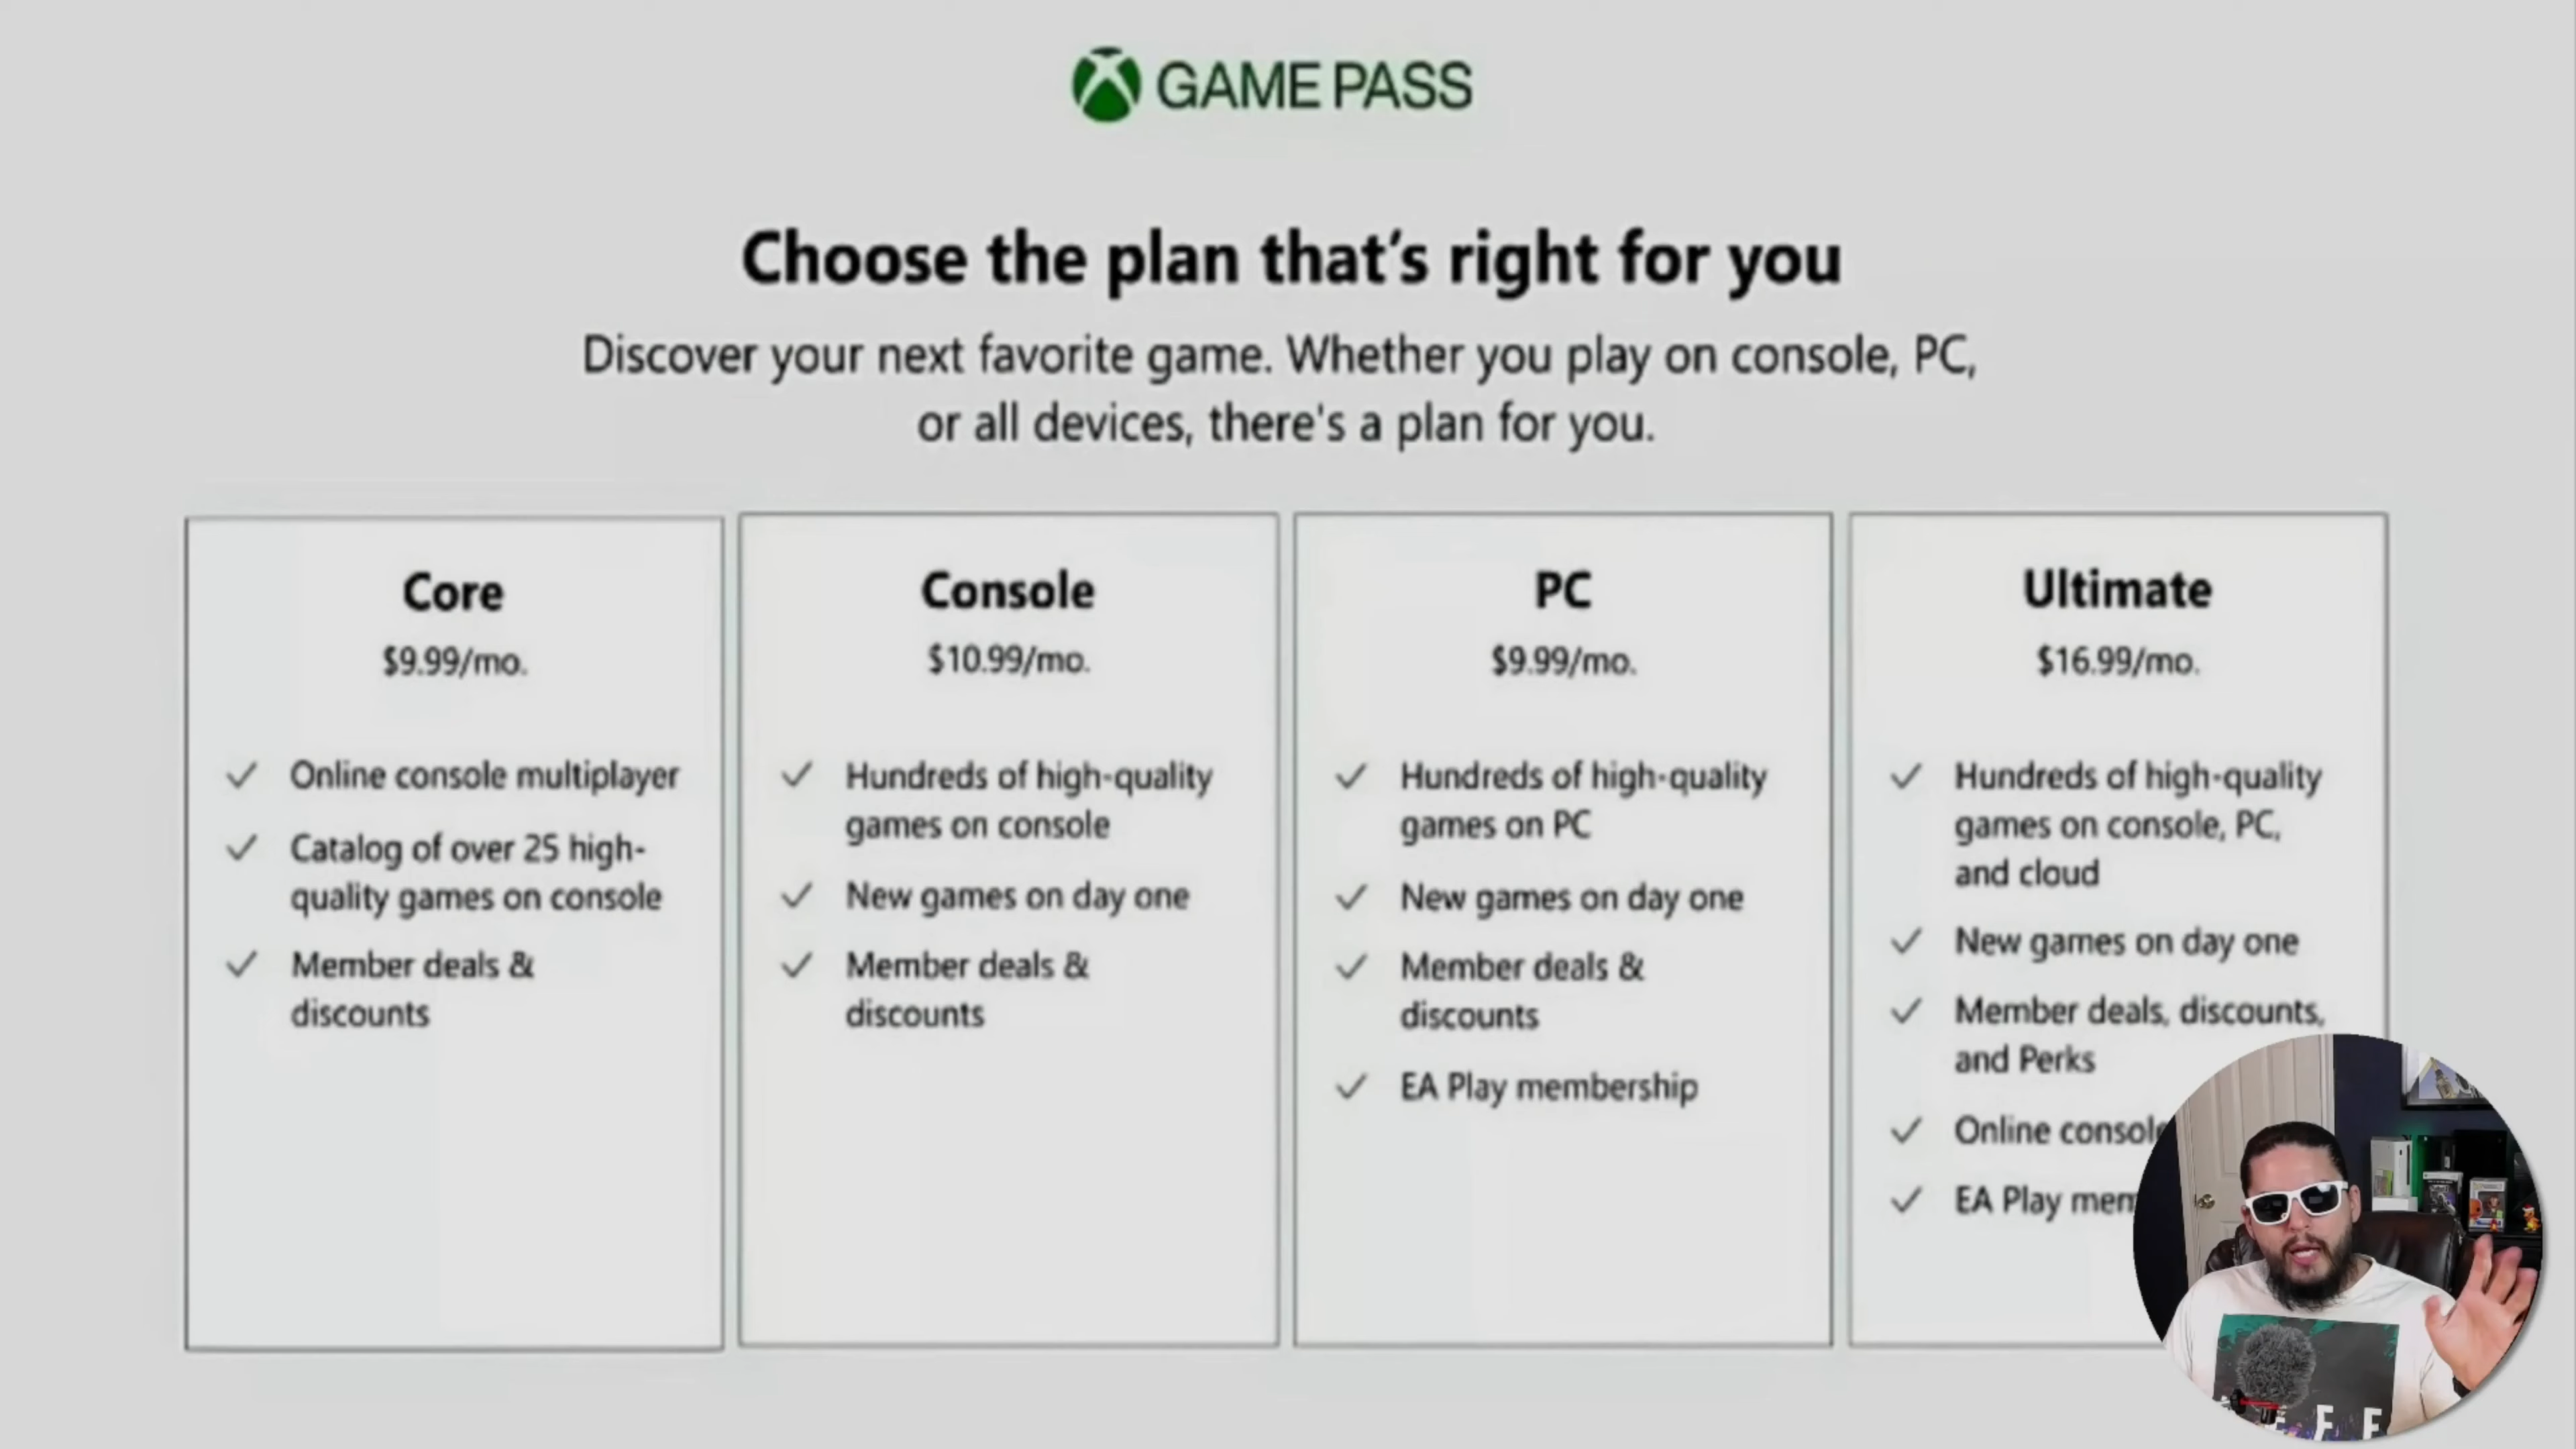 GAME PASS
Choose the plan that's right for you
Discover your next favorite game. Whether you play on console, PC,
or all devices, there's a plan for you.
Core
$9.99/mo.
Online console multiplayer
Catalog of over 25 high-
quality games on console
Member deals &
discounts
Console
$10.99/mo.
Hundreds of high-quality
games on console
New games on day one
Member deals &
discounts
PC
$9.99/mo.
Hundreds of high-quality
games on PC
New games on day one
Member deals &
discounts
EA Play membership
Ultimate
$16.99/mo.
Hundreds of high-quality
games on console, PC,
and cloud
New games on day one
Member deals, discounts,
and Perks
Online
EA Play